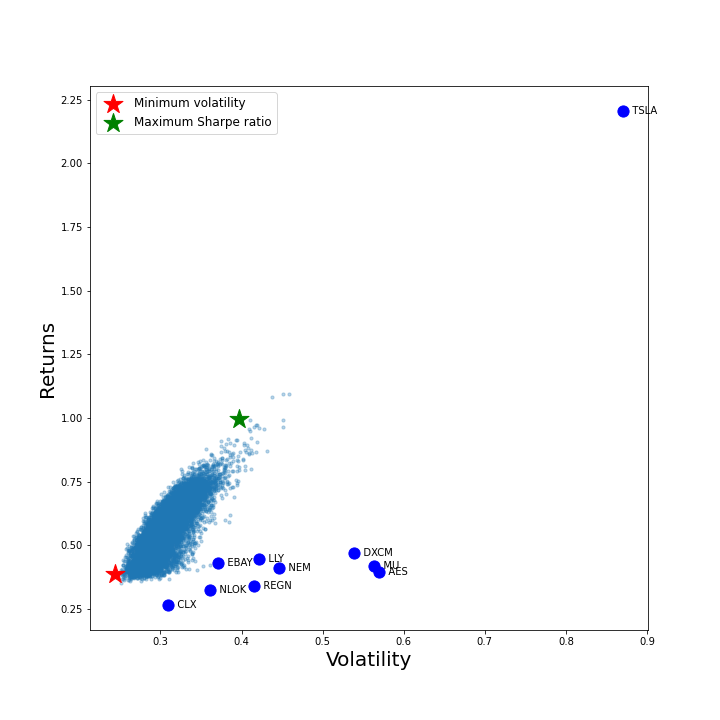 Minimum volatility
Maximum Sharpe ratio
TSLA
2.25
2.00
1.75
1.50
1.25
1.00
0.75
0.50
0.25
Returns
DXCM
LLY
EBAY
MU
NEM
AES
REGN
NLOK
CLX
0.3 0.4 0.5 0.6 0.7 0.8 0.9
Volatility